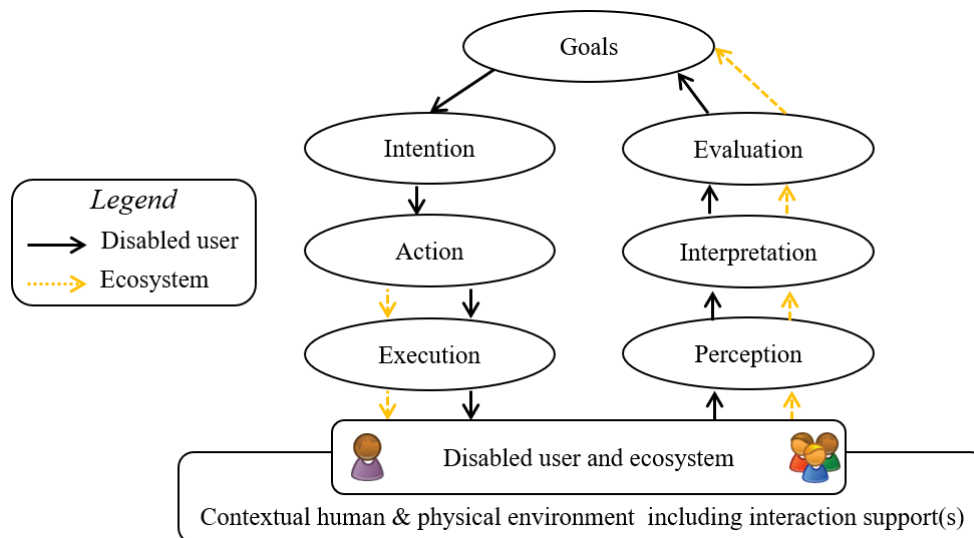 Goals
Intention
Evaluation
Legend
Disabled user
Ecosystem
Action
Interpretation
Execution
Perception
Disabled user and ecosystem
Contextual human & physical environment including interaction support(s)